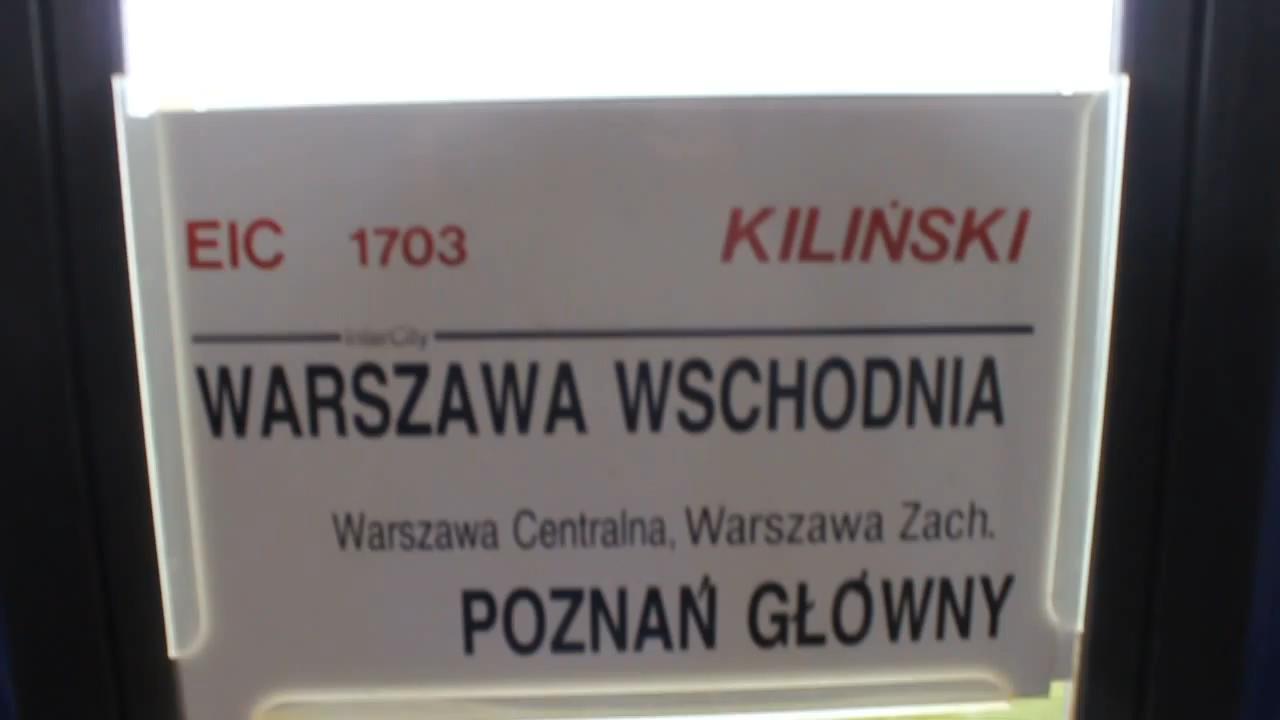 EIC 1703 KILIŃSKI
InterCity
WARSZAWA WSCHODNIA
Warszawa Centralna, Warszawa Zach.
POZNAŃ GŁÓWNY